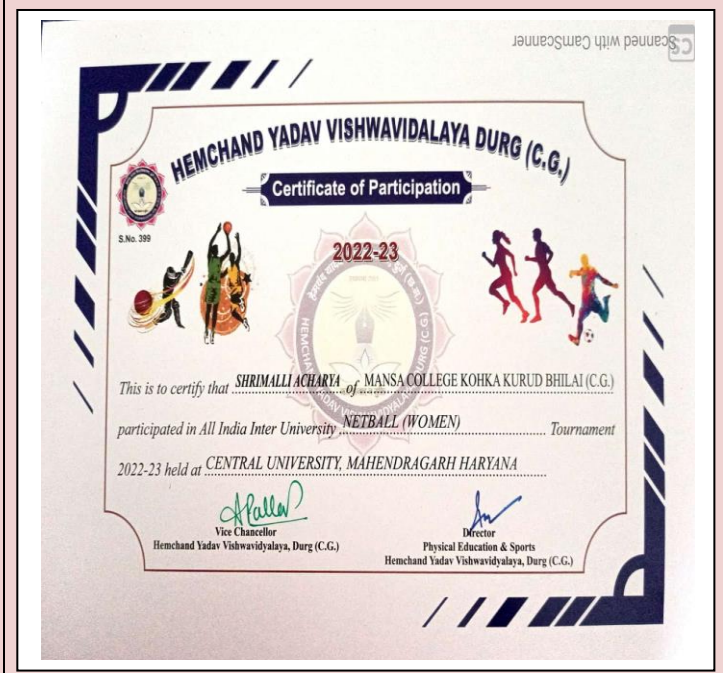 Scanned with CamScanner
CS
HEMCHAND YADAV VISHWAVIDALAYA DURG (C.G.)
Certificate of Participation
S.No. 399
2022-23
This is to certify that SHRIMALLI ACHARYA of MANSA COLLEGE KOHKA KURUD BHILAI (C.G.)
participated in All India Inter University NETBALL (WOMEN) Tournament
2022-23 held at CENTRAL UNIVERSITY, MAHENDRAGARH HARYANA
Vice Chancellor
Hemchand Yadav Vishwavidyalaya, Durg (C.G.)
Director
Physical Education & Sports
Hemchand Yadav Vishwavidyalaya, Durg (C.G.)